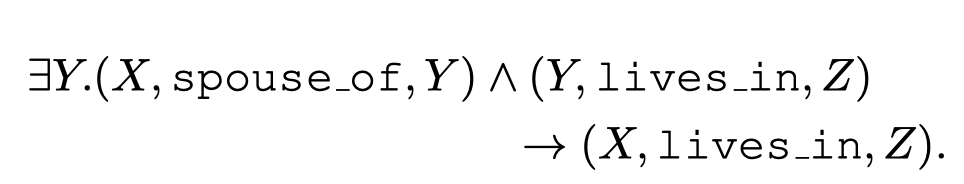 ∃Y.(X, spouse_of, Y) ∧ (Y, lives_in, Z)
→ (X, lives_in, Z).